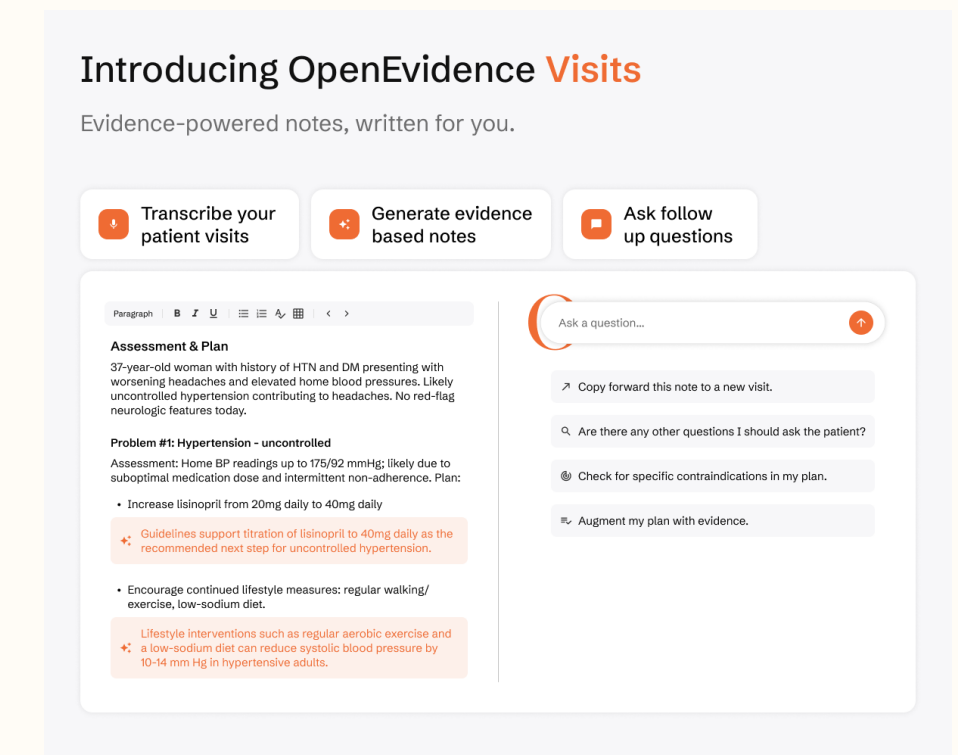 Introducing OpenEvidence Visits
Evidence-powered notes, written for you.
Transcribe your
patient visits
Generate evidence
based notes
Ask follow
up questions
Paragraph B I U
Assessment & Plan
37-year-old woman with history of HTN and DM presenting with
worsening headaches and elevated home blood pressures. Likely
uncontrolled hypertension contributing to headaches. No red-flag
neurologic features today.
Problem #1: Hypertension - uncontrolled
Assessment: Home BP readings up to 175/92 mmHg; likely due to
suboptimal medication dose and intermittent non-adherence. Plan:
• Increase lisinopril from 20mg daily to 40mg daily
Guidelines support titration of lisinopril to 40mg daily as the
recommended next step for uncontrolled hypertension.
• Encourage continued lifestyle measures: regular walking/
exercise, low-sodium diet.
Lifestyle interventions such as regular aerobic exercise and
a low-sodium diet can reduce systolic blood pressure by
10-14 mm Hg in hypertensive adults.
Ask a question...
Copy forward this note to a new visit.
Are there any other questions I should ask the patient?
Check for specific contraindications in my plan.
Augment my plan with evidence.